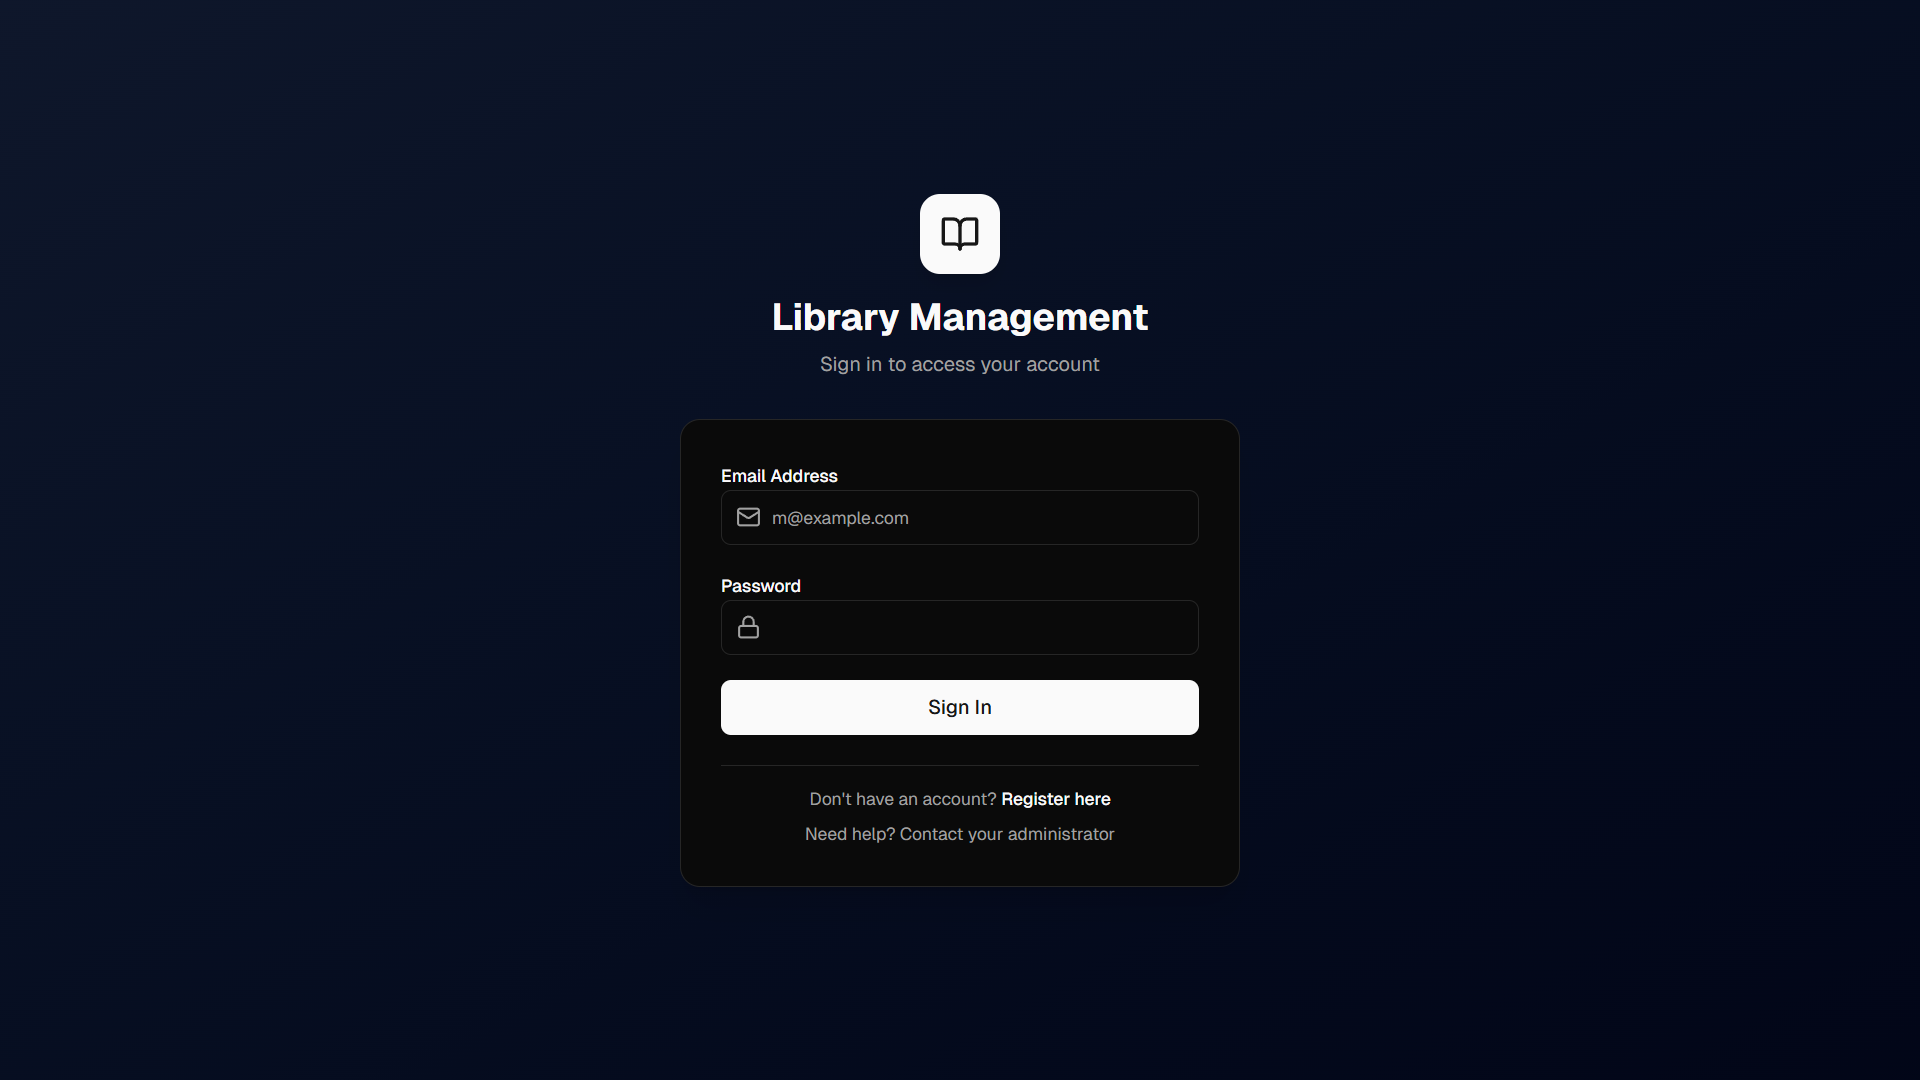 Library Management
Sign in to access your account
Email Address
m@example.com
Password
Sign In
Don't have an account? Register here
Need help? Contact your administrator